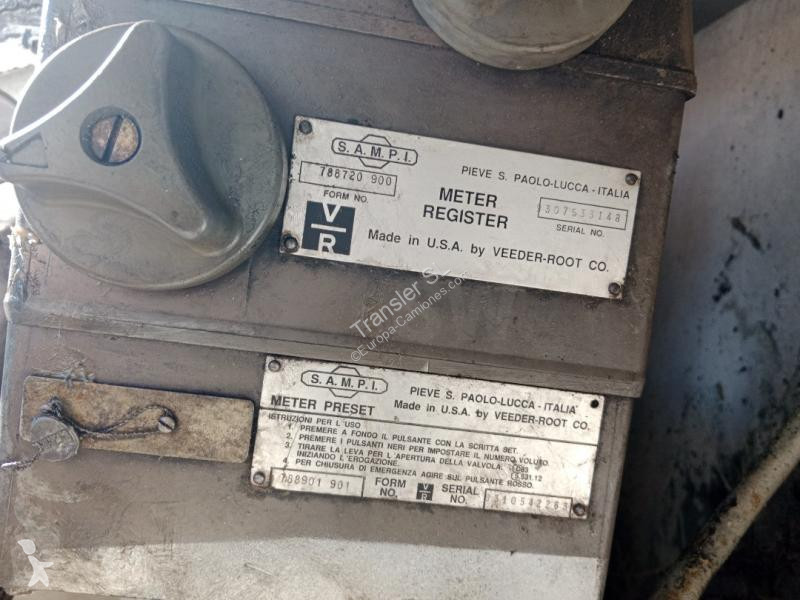 S.A.M.P.I.
PIEVE S. PAOLO-LUCCA-ITALIA
788720 900
FORM NO.
METER
REGISTER
307533148
SERIAL NO.
V
R
Made in U.S.A. by VEEDER-ROOT CO.
Transler S
©Europa-Camiones.com
S.A.M.P.I.
PIEVE S. PAOLO-LUCCA-ITALIA
METER PRESET
Made in U.S.A. by VEEDER-ROOT CO.
ISTRUZIONI PER L'USO
1. PREMERE A FONDO IL PULSANTE CON LA SCRITTA SET.
2. PREMERE I PULSANTI NERI PER IMPOSTARE IL NUMERO VOLUTO.
3. TIRARE LA LEVA PER L'APERTURA DELLA VALVOLA
INIZIANDO L'EROGAZIONE.
4. PER CHIUSURA DI EMERGENZA AGIRE SUL PULSANTE ROSSO.
788901 901
FORM
NO.
V
R
SERIAL
NO.
310542263